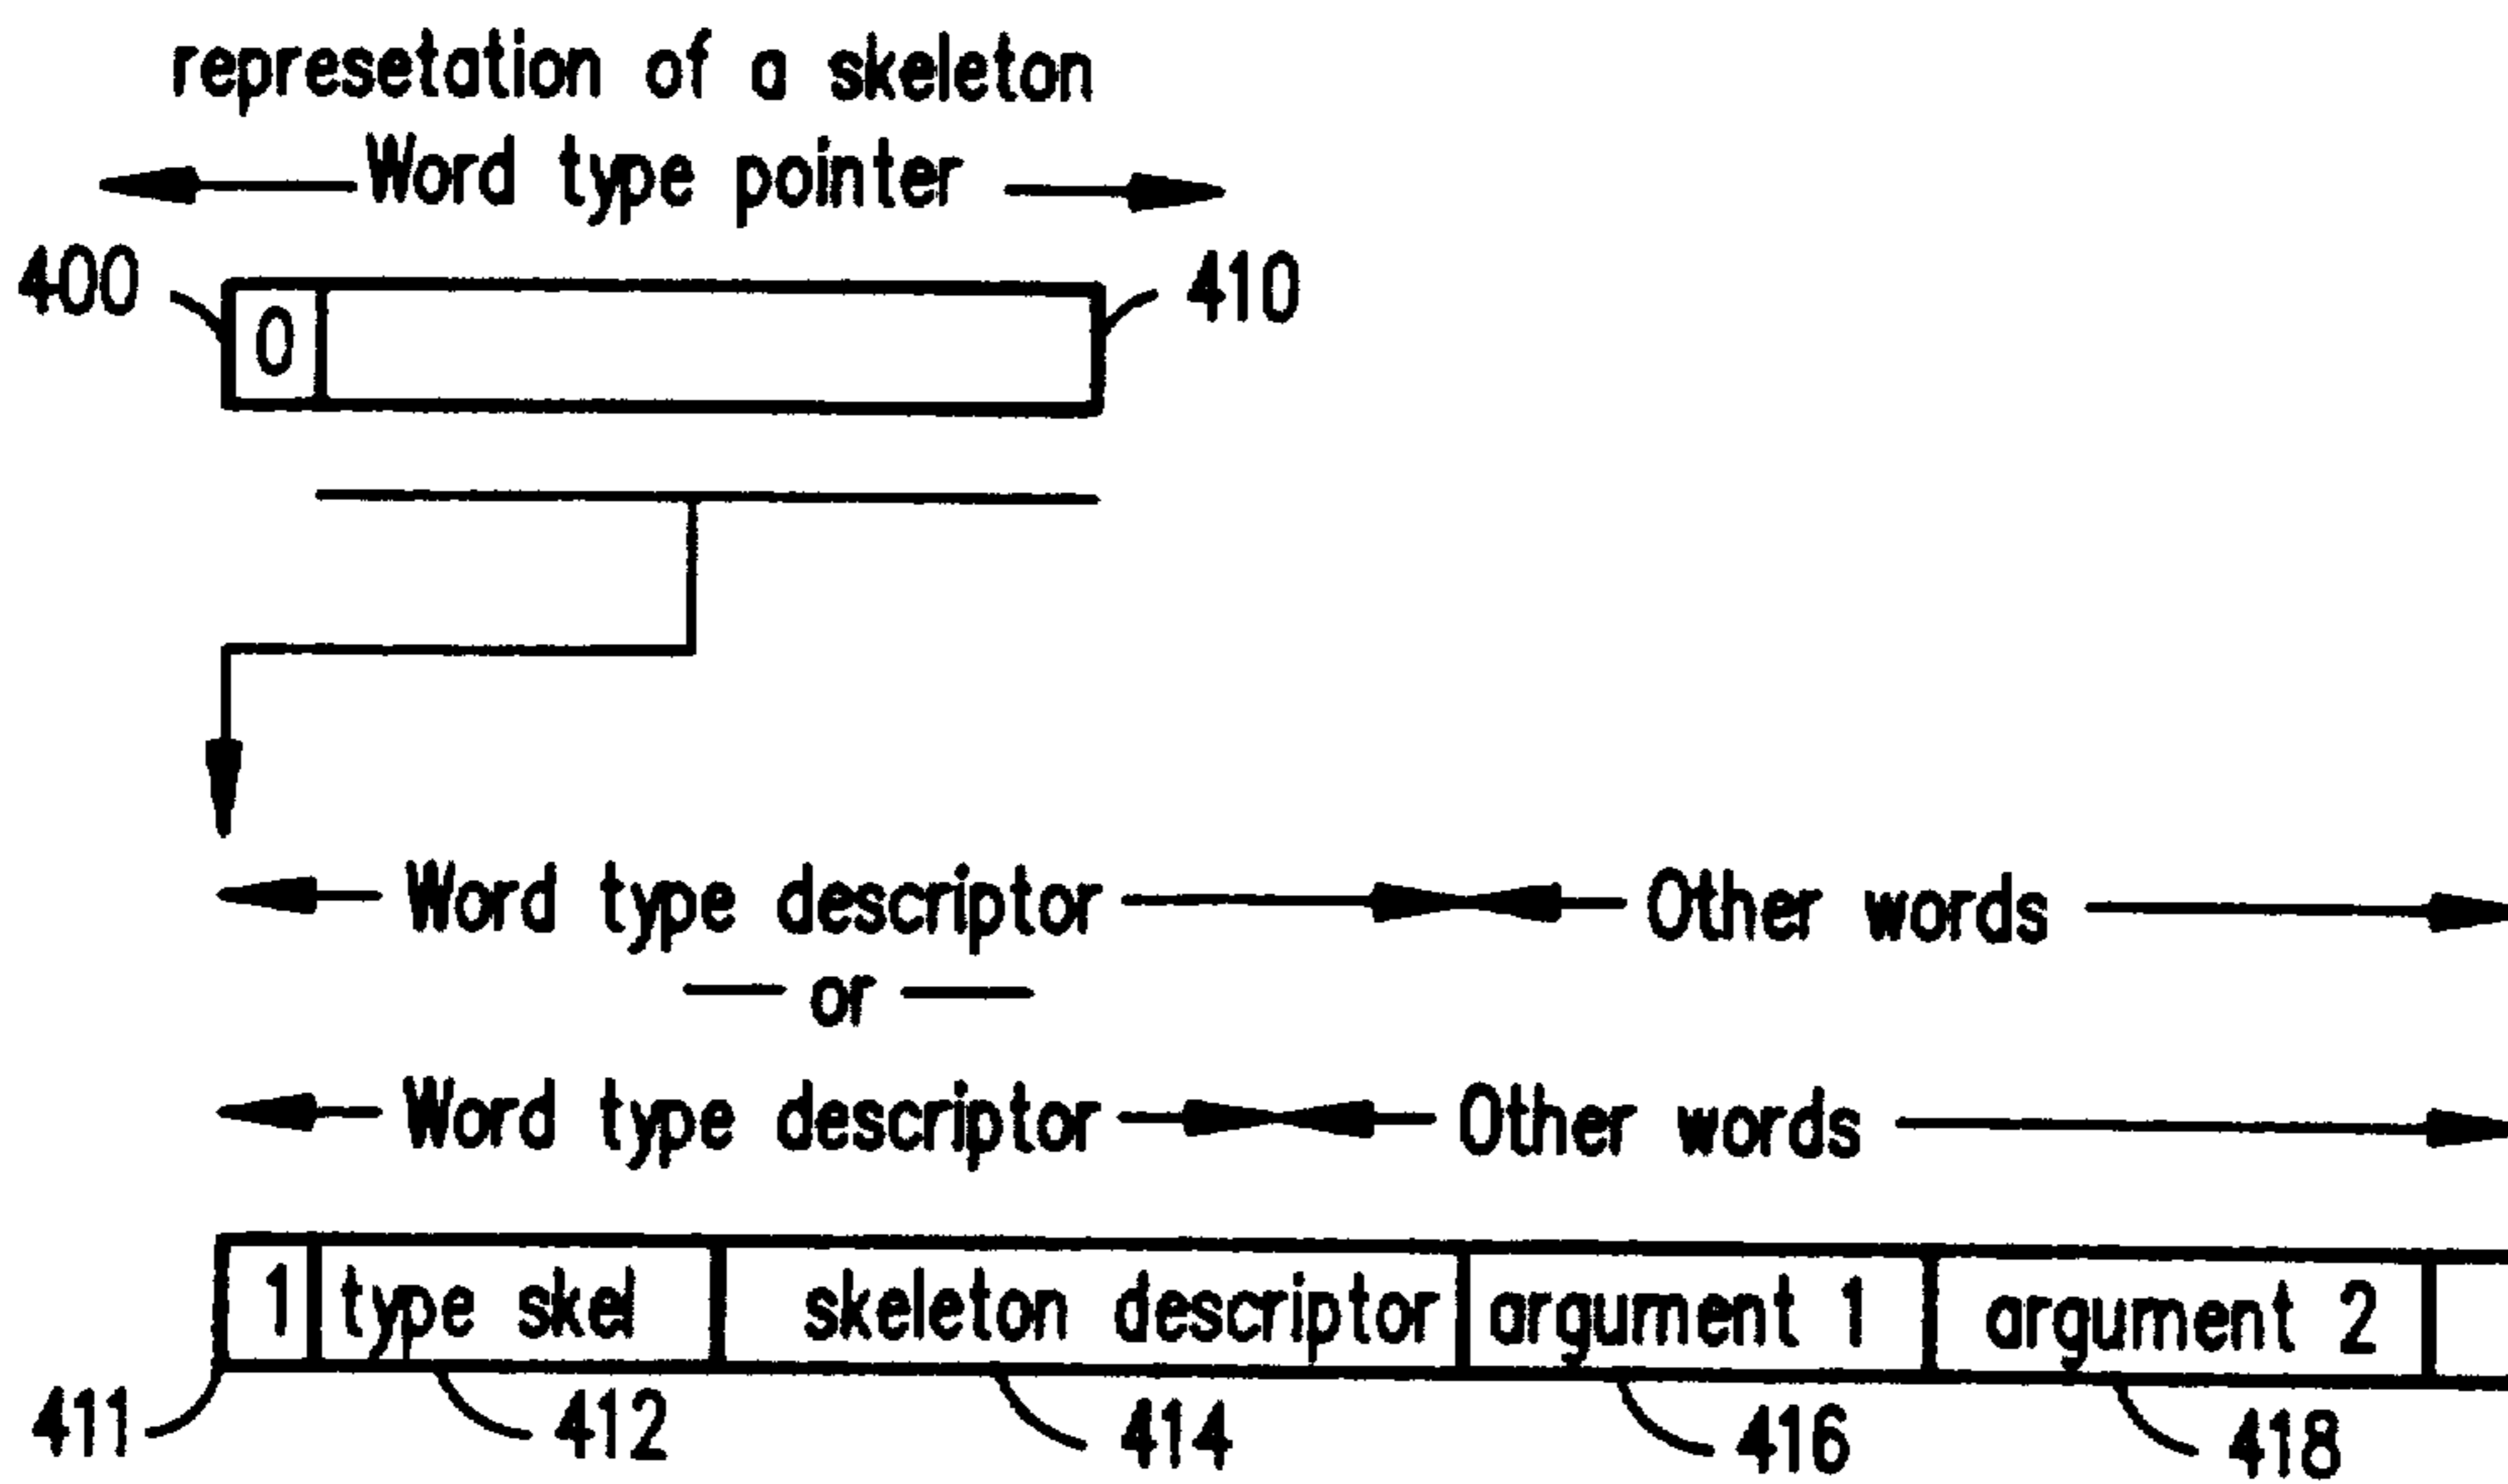 represetation of a skeleton
Word type pointer
400 410
0
Word type descriptor Other words
or
Word type descriptor Other words
1 type skel skeleton descriptor argument 1 argument 2
411 412 414 416 418